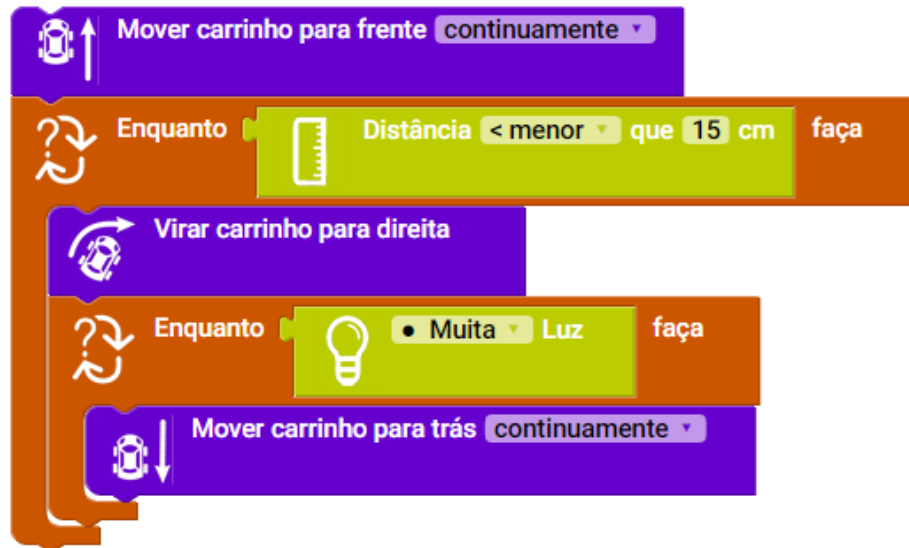 Mover carrinho para frente continuamente
Enquanto Distância < menor que 15 cm faça
Virar carrinho para direita
Enquanto • Muita Luz faça
Mover carrinho para trás continuamente